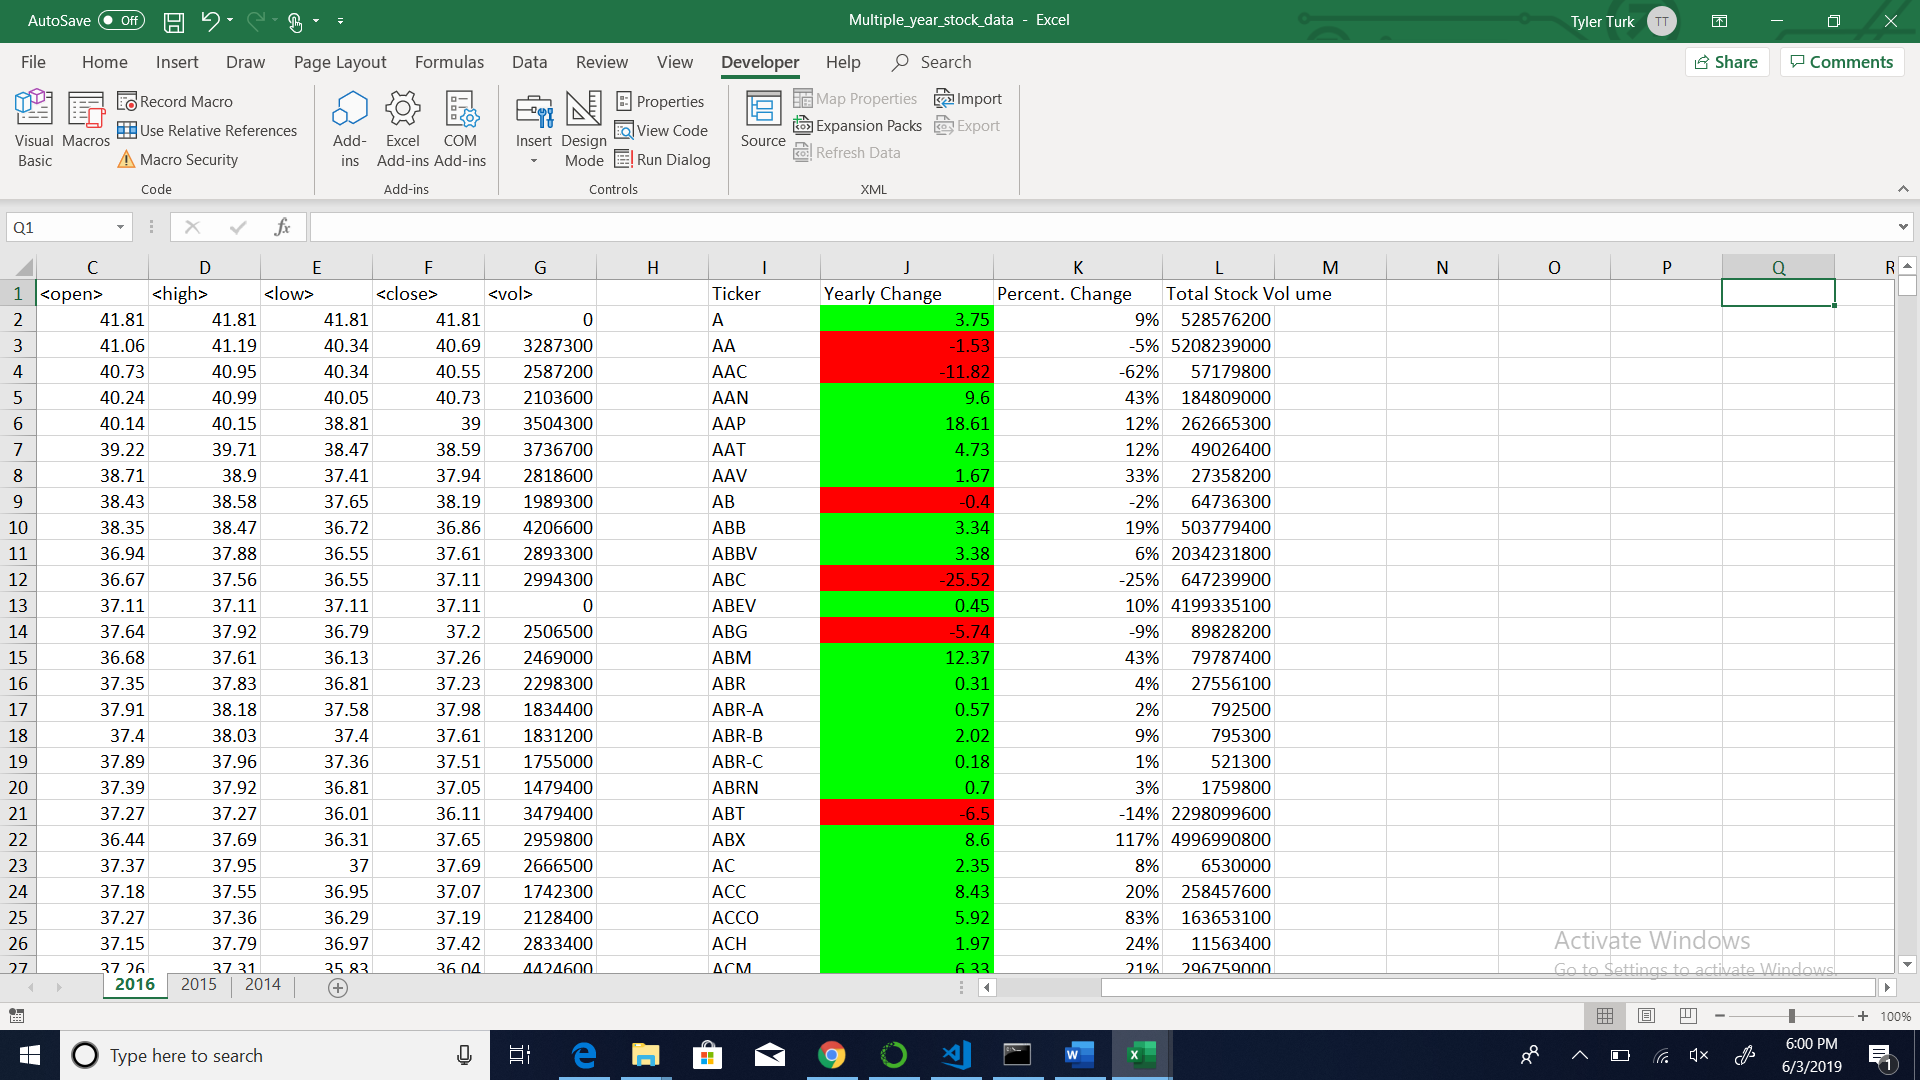 AutoSave Off Multiple_year_stock_data - Excel Tyler Turk TT
File Home Insert Draw Page Layout Formulas Data Review View Developer Help Search Share Comments
Visual Basic Macros Record Macro Use Relative References Macro Security
Add-ins Excel Add-ins COM Add-ins
Insert Design Mode Properties View Code Run Dialog
Source Map Properties Expansion Packs Refresh Data Import Export
Code Add-ins Controls XML
Q1 fx
C D E F G H I J K L M N O P Q R
1 <open> <high> <low> <close> <vol> Ticker Yearly Change Percent. Change Total Stock Vol ume
2 41.81 41.81 41.81 41.81 0 A 3.75 9% 528576200
3 41.06 41.19 40.34 40.69 3287300 AA -1.53 -5% 5208239000
4 40.73 40.95 40.34 40.55 2587200 AAC -11.82 -62% 57179800
5 40.24 40.99 40.05 40.73 2103600 AAN 9.6 43% 184809000
6 40.14 40.15 38.81 39 3504300 AAP 18.61 12% 262665300
7 39.22 39.71 38.47 38.59 3736700 AAT 4.73 12% 49026400
8 38.71 38.9 37.41 37.94 2818600 AAV 1.67 33% 27358200
9 38.43 38.58 37.65 38.19 1989300 AB -0.4 -2% 64736300
10 38.35 38.47 36.72 36.86 4206600 ABB 3.34 19% 503779400
11 36.94 37.88 36.55 37.61 2893300 ABBV 3.38 6% 2034231800
12 36.67 37.56 36.55 37.11 2994300 ABC -25.52 -25% 647239900
13 37.11 37.11 37.11 37.11 0 ABEV 0.45 10% 4199335100
14 37.64 37.92 36.79 37.2 2506500 ABG -5.74 -9% 89828200
15 36.68 37.61 36.13 37.26 2469000 ABM 12.37 43% 79787400
16 37.35 37.83 36.81 37.23 2298300 ABR 0.31 4% 27556100
17 37.91 38.18 37.58 37.98 1834400 ABR-A 0.57 2% 792500
18 37.4 38.03 37.4 37.61 1831200 ABR-B 2.02 9% 795300
19 37.89 37.96 37.36 37.51 1755000 ABR-C 0.18 1% 521300
20 37.39 37.92 36.81 37.05 1479400 ABRN 0.7 3% 1759800
21 37.27 37.27 36.01 36.11 3479400 ABT -6.5 -14% 2298099600
22 36.44 37.69 36.31 37.65 2959800 ABX 8.6 117% 4996990800
23 37.37 37.95 37 37.69 2666500 AC 2.35 8% 6530000
24 37.18 37.55 36.95 37.07 1742300 ACC 8.43 20% 258457600
25 37.27 37.36 36.29 37.19 2128400 ACCO 5.92 83% 163653100
26 37.15 37.79 36.97 37.42 2833400 ACH 1.97 24% 11563400
27 37.26 37.31 35.83 36.04 4424600 ACM 6.33 21% 296759000
Activate Windows
Go to Settings to activate Windows.
2016 2015 2014
100%
Type here to search
6:00 PM
6/3/2019
1